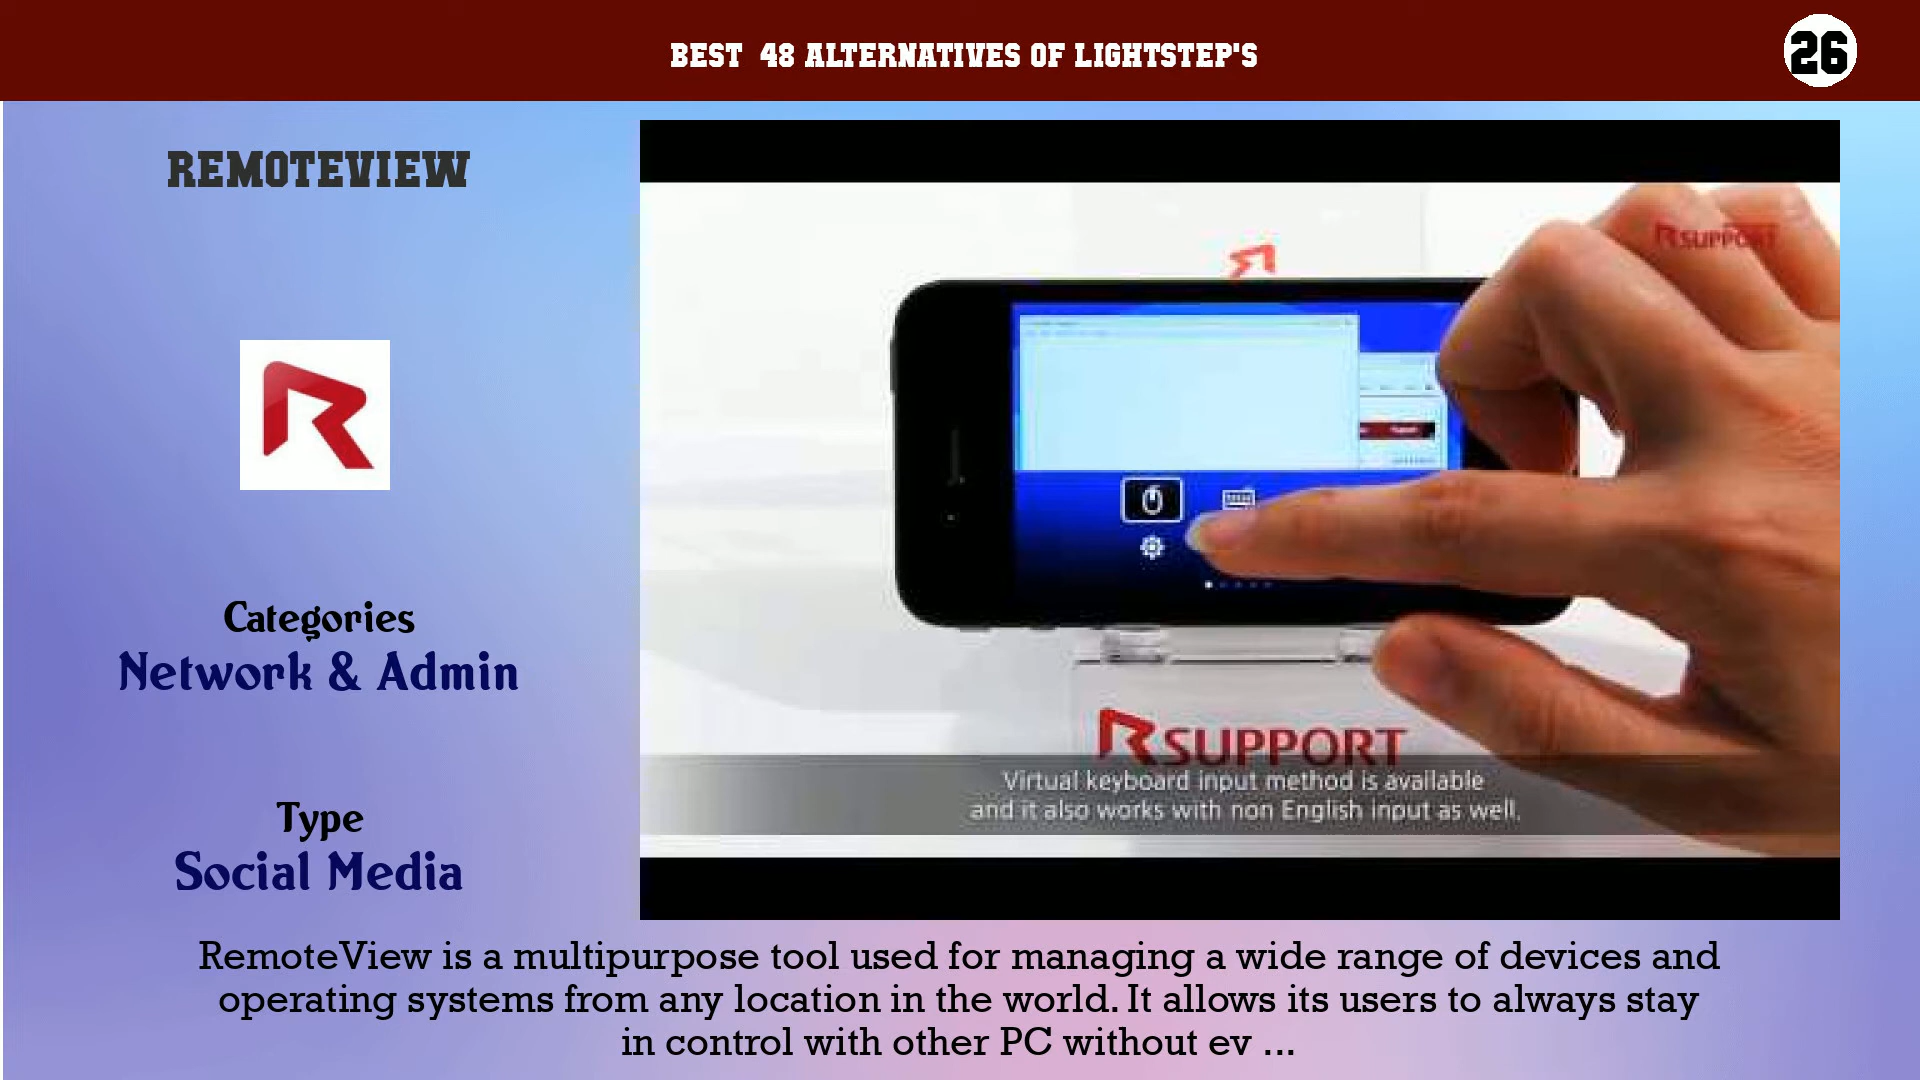 BEST 48 ALTERNATIVES OF LIGHTSTEP'S
26
REMOTEVIEW
RSUPPORT
Categories
Network & Admin
RSUPPORT
Virtual keyboard input method is available
and it also works with non English input as well.
Type
Social Media
RemoteView is a multipurpose tool used for managing a wide range of devices and
operating systems from any location in the world. It allows its users to always stay
in control with other PC without ev ...